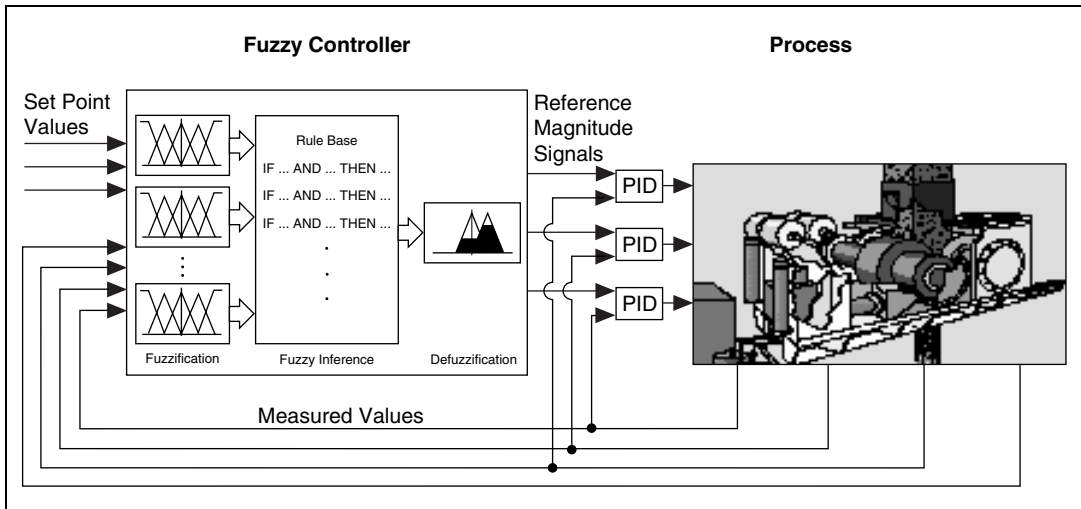 Fuzzy Controller
Process
Set Point
Values
Reference
Magnitude
Signals
Rule Base
IF ... AND ... THEN ...
IF ... AND ... THEN ...
IF ... AND ... THEN ...
PID
PID
PID
Fuzzification
Fuzzy Inference
Defuzzification
Measured Values